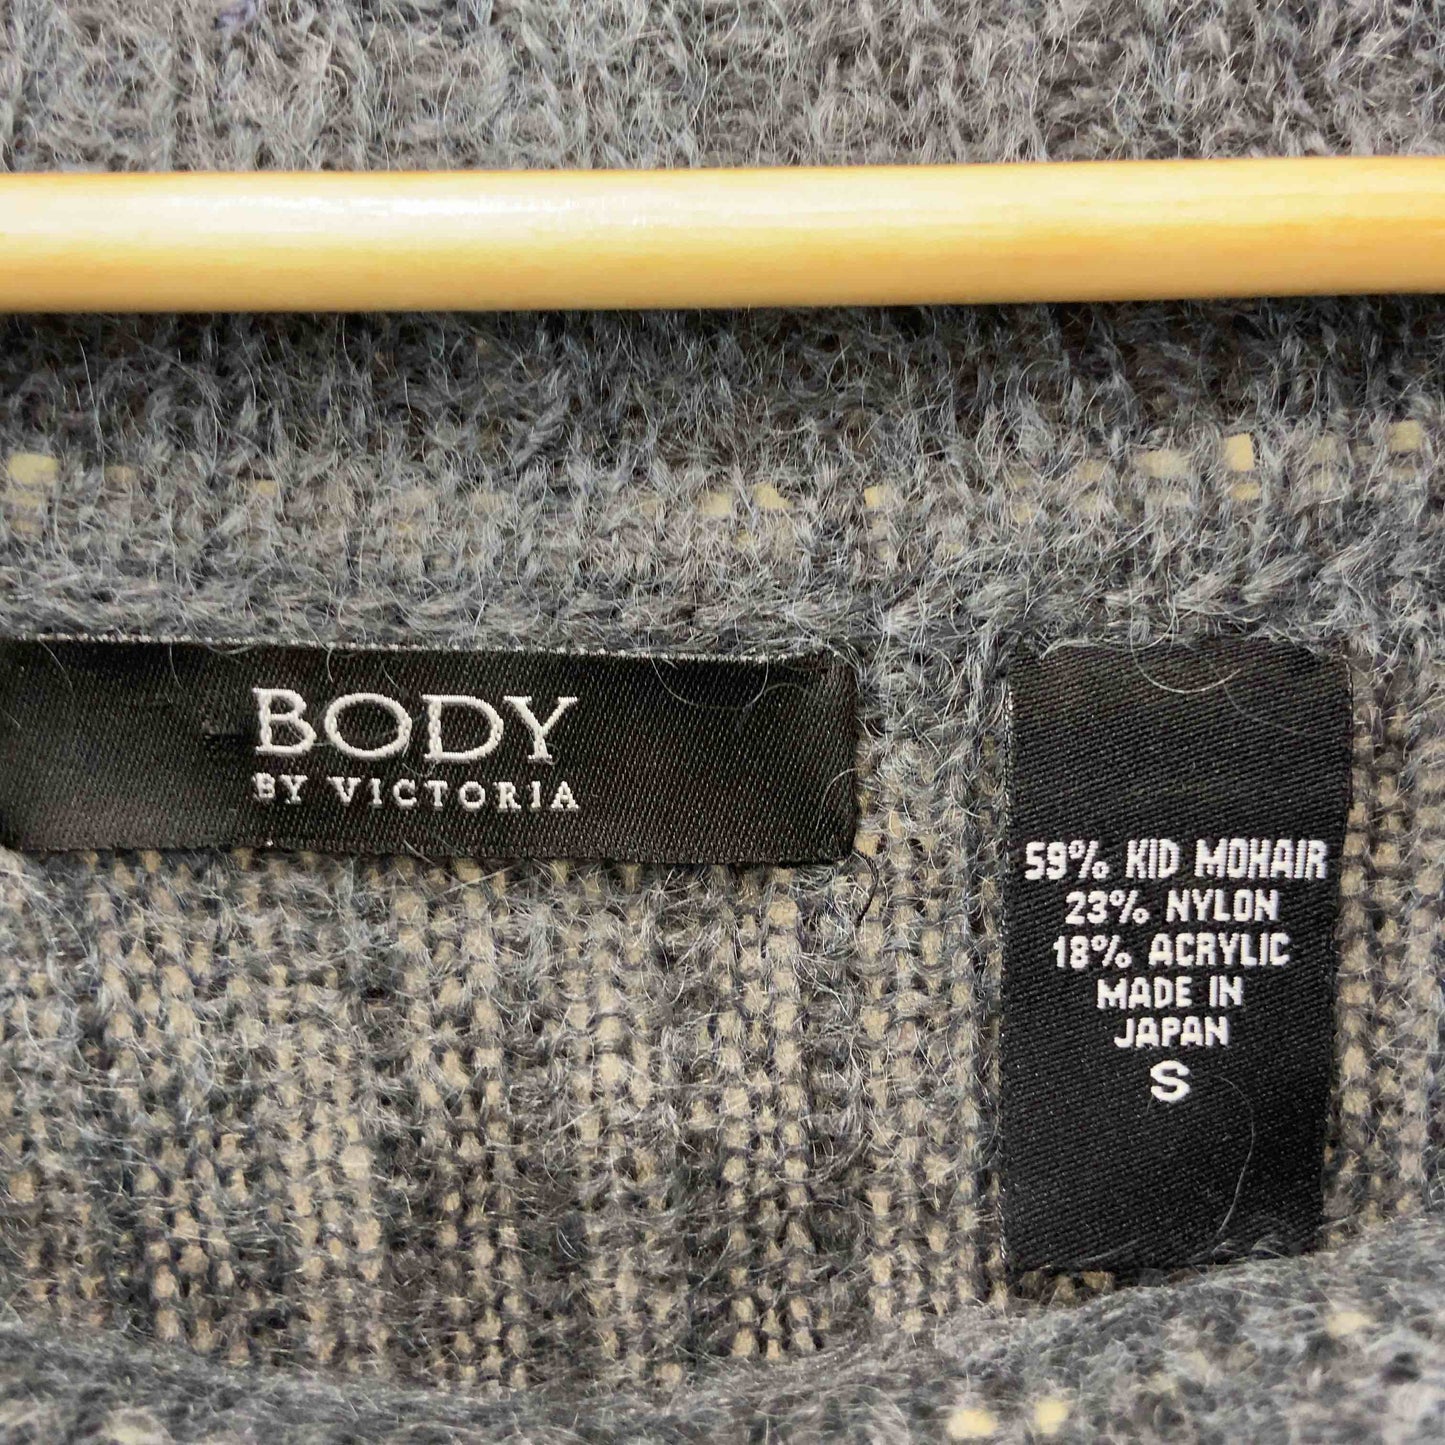 BODY
BY VICTORIA
59% KID MOHAIR
23% NYLON
18% ACRYLIC
MADE IN
JAPAN
S